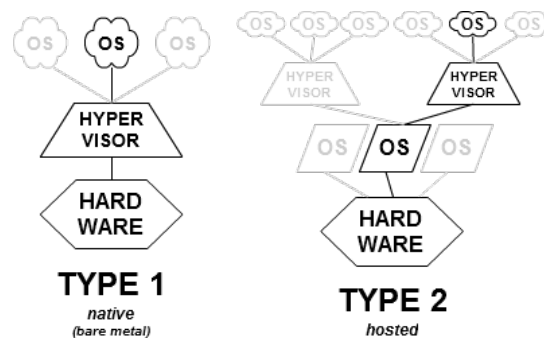 OS OS OS
HYPER
VISOR
HARD
WARE
TYPE 1
native
(bare metal)
OS OS OS OS OS OS
HYPER
VISOR
HYPER
VISOR
OS OS OS
HARD
WARE
TYPE 2
hosted